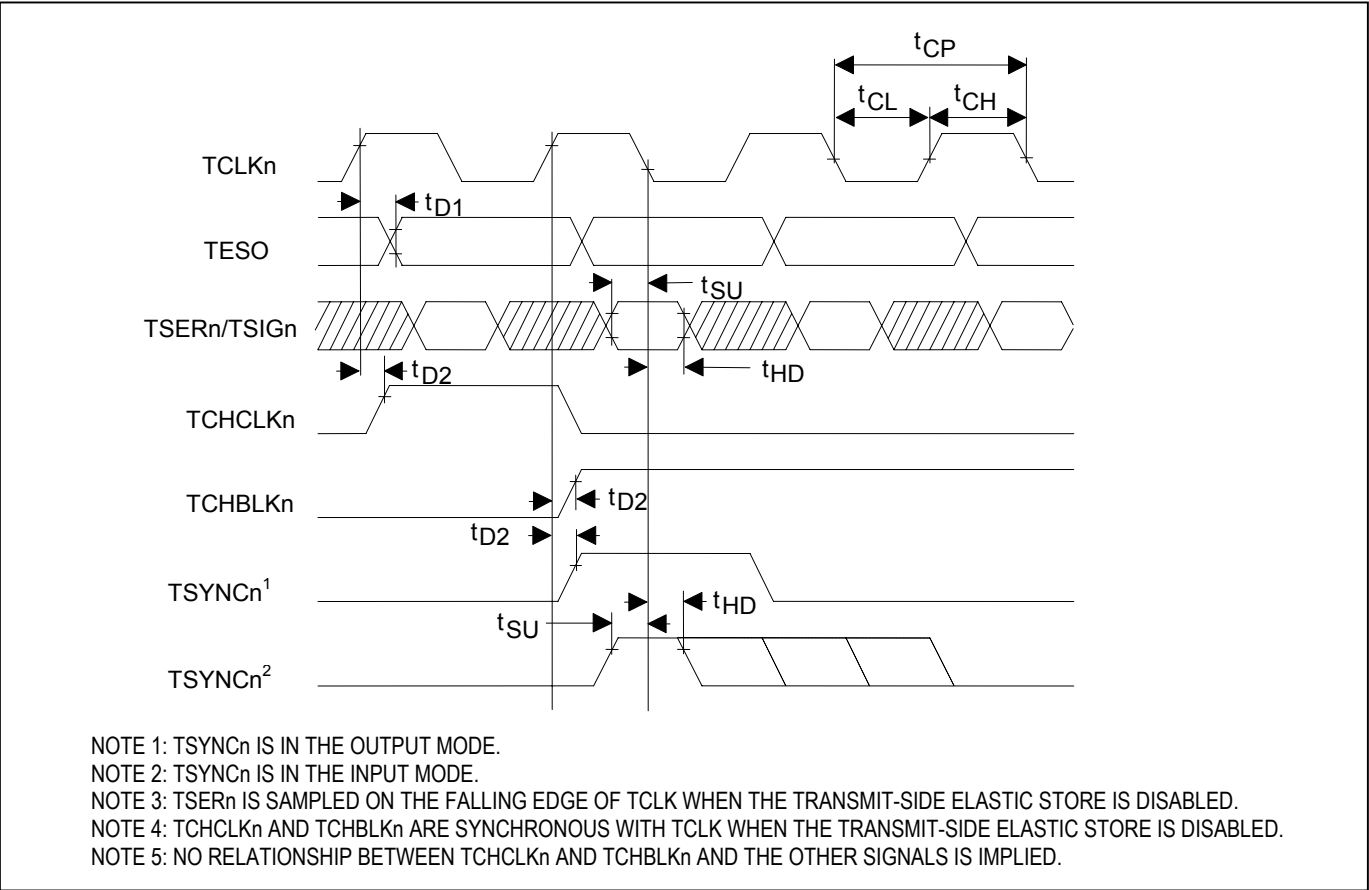 tCP
tCL tCH
TCLKn
tD1
TESO
tSU
TSERn/TSIGn
tD2 tHD
TCHCLKn
TCHBLKn tD2
tD2
TSYNCn¹
tSU tHD
TSYNCn²
NOTE 1: TSYNCn IS IN THE OUTPUT MODE.
NOTE 2: TSYNCn IS IN THE INPUT MODE.
NOTE 3: TSERn IS SAMPLED ON THE FALLING EDGE OF TCLK WHEN THE TRANSMIT-SIDE ELASTIC STORE IS DISABLED.
NOTE 4: TCHCLKn AND TCHBLKn ARE SYNCHRONOUS WITH TCLK WHEN THE TRANSMIT-SIDE ELASTIC STORE IS DISABLED.
NOTE 5: NO RELATIONSHIP BETWEEN TCHCLKn AND TCHBLKn AND THE OTHER SIGNALS IS IMPLIED.